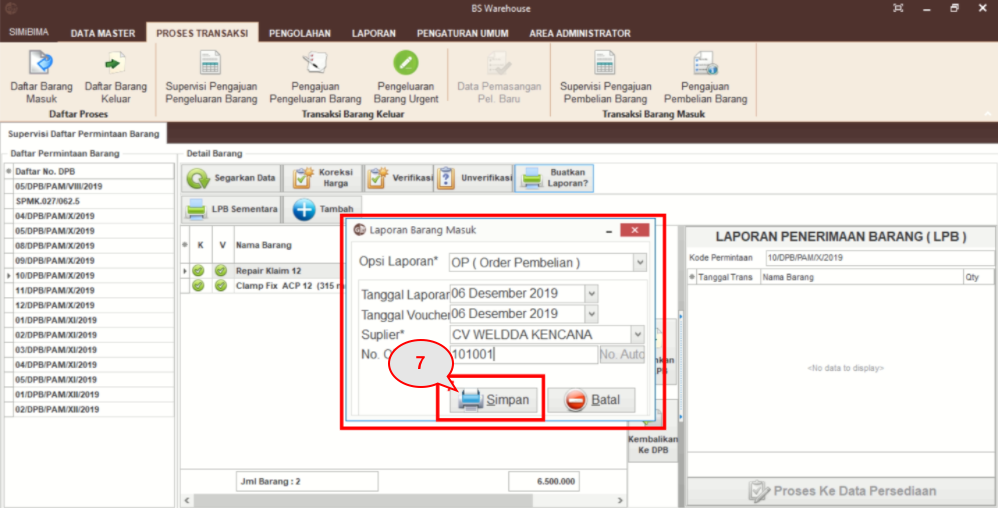 BS Warehouse
SIMiBIMA DATA MASTER PROSES TRANSAKSI PENGOLAHAN LAPORAN PENGATURAN UMUM AREA ADMINISTRATOR
Daftar Barang Masuk
Daftar Barang Keluar
Supervisi Pengajuan Pengeluaran Barang
Pengajuan Pengeluaran Barang
Pengeluaran Barang Urgent
Data Pemasangan Pel. Baru
Supervisi Pengajuan Pembelian Barang
Pengajuan Pembelian Barang
Daftar Proses
Transaksi Barang Keluar
Transaksi Barang Masuk
Supervisi Daftar Permintaan Barang
Daftar Permintaan Barang
Daftar No. DPB
05/DPB/PAM/VIII/2019
SPMK.027/062.5
04/DPB/PAM/X/2019
05/DPB/PAM/X/2019
08/DPB/PAM/X/2019
09/DPB/PAM/X/2019
10/DPB/PAM/X/2019
11/DPB/PAM/X/2019
12/DPB/PAM/X/2019
01/DPB/PAM/XI/2019
02/DPB/PAM/XI/2019
03/DPB/PAM/XI/2019
04/DPB/PAM/XI/2019
05/DPB/PAM/XII/2019
01/DPB/PAM/XII/2019
02/DPB/PAM/XII/2019
Detail Barang
Segarkan Data
Koreksi Harga
Verifikasi
Unverifikasi
Buatkan Laporan?
LPB Sementara
Tambah
K V Nama Barang
Repair Klaim 12
Clamp Fix ACP 12 (315 m
Jml Barang : 2
6.500.000
Laporan Barang Masuk
Opsi Laporan* OP ( Order Pembelian )
Tanggal Laporan 06 Desember 2019
Tanggal Voucher 06 Desember 2019
Suplier* CV WELDDA KENCANA
No. O 101001 No. Auto
7
Simpan
Batal
Kembalikan Ke DPB
LAPORAN PENERIMAAN BARANG ( LPB )
Kode Permintaan 10/DPB/PAM/X/2019
Tanggal Trans Nama Barang Qty
<No data to display>
Proses Ke Data Persediaan